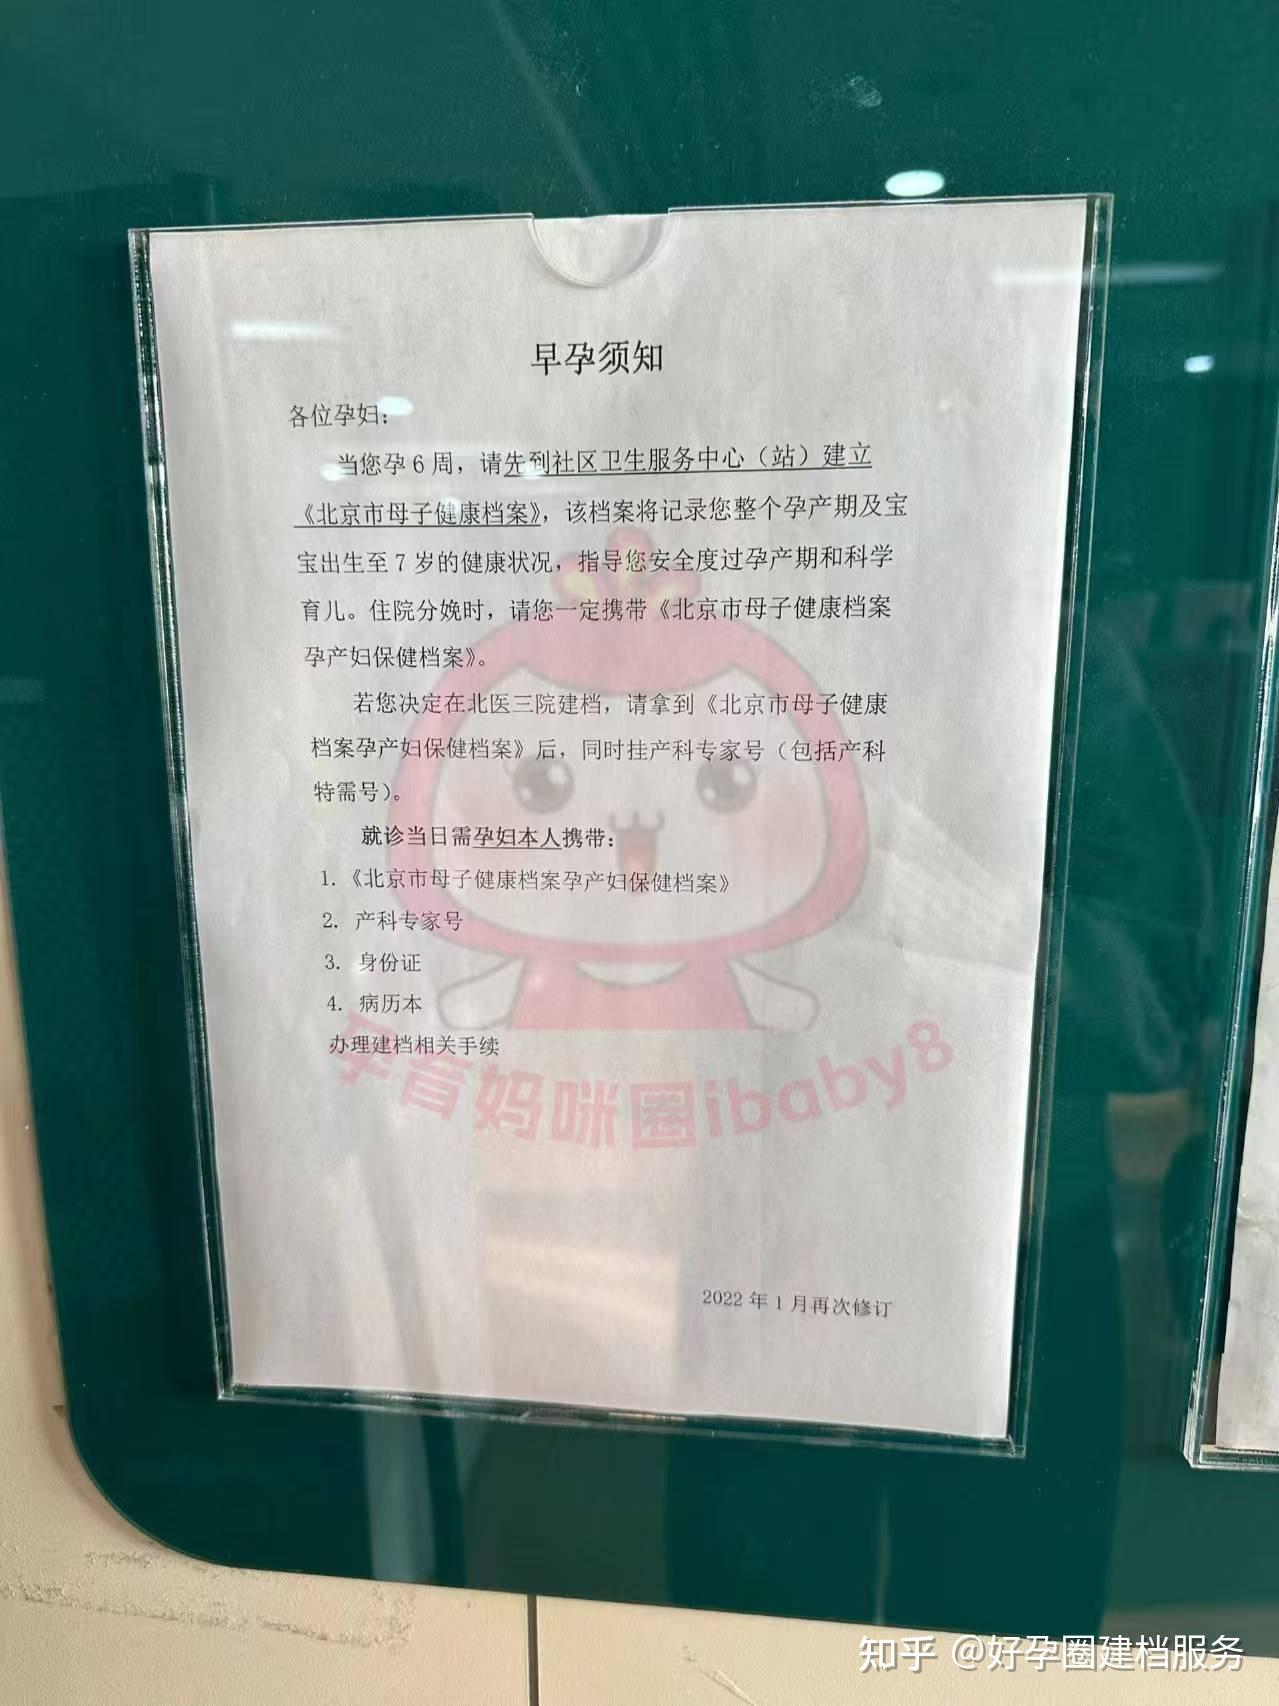 早孕须知
各位孕妇：
当您孕6周，请先到社区卫生服务中心（站）建立
《北京市母子健康档案》，该档案将记录您整个孕产期及宝
宝出生至7岁的健康状况，指导您安全度过孕产期和科学
育儿。住院分娩时，请您一定携带《北京市母子健康档案
孕产妇保健档案》。
若您决定在北医三院建档，请拿到《北京市母子健康
档案孕产妇保健档案》后，同时挂产科专家号（包括产科
特需号）。
就诊当日需孕妇本人携带：
1.《北京市母子健康档案孕产妇保健档案》
2. 产科专家号
3. 身份证
4. 病历本
办理建档相关手续
孕育妈咪圈ibaby8
2022年1月再次修订
知乎 @好孕圈建档服务